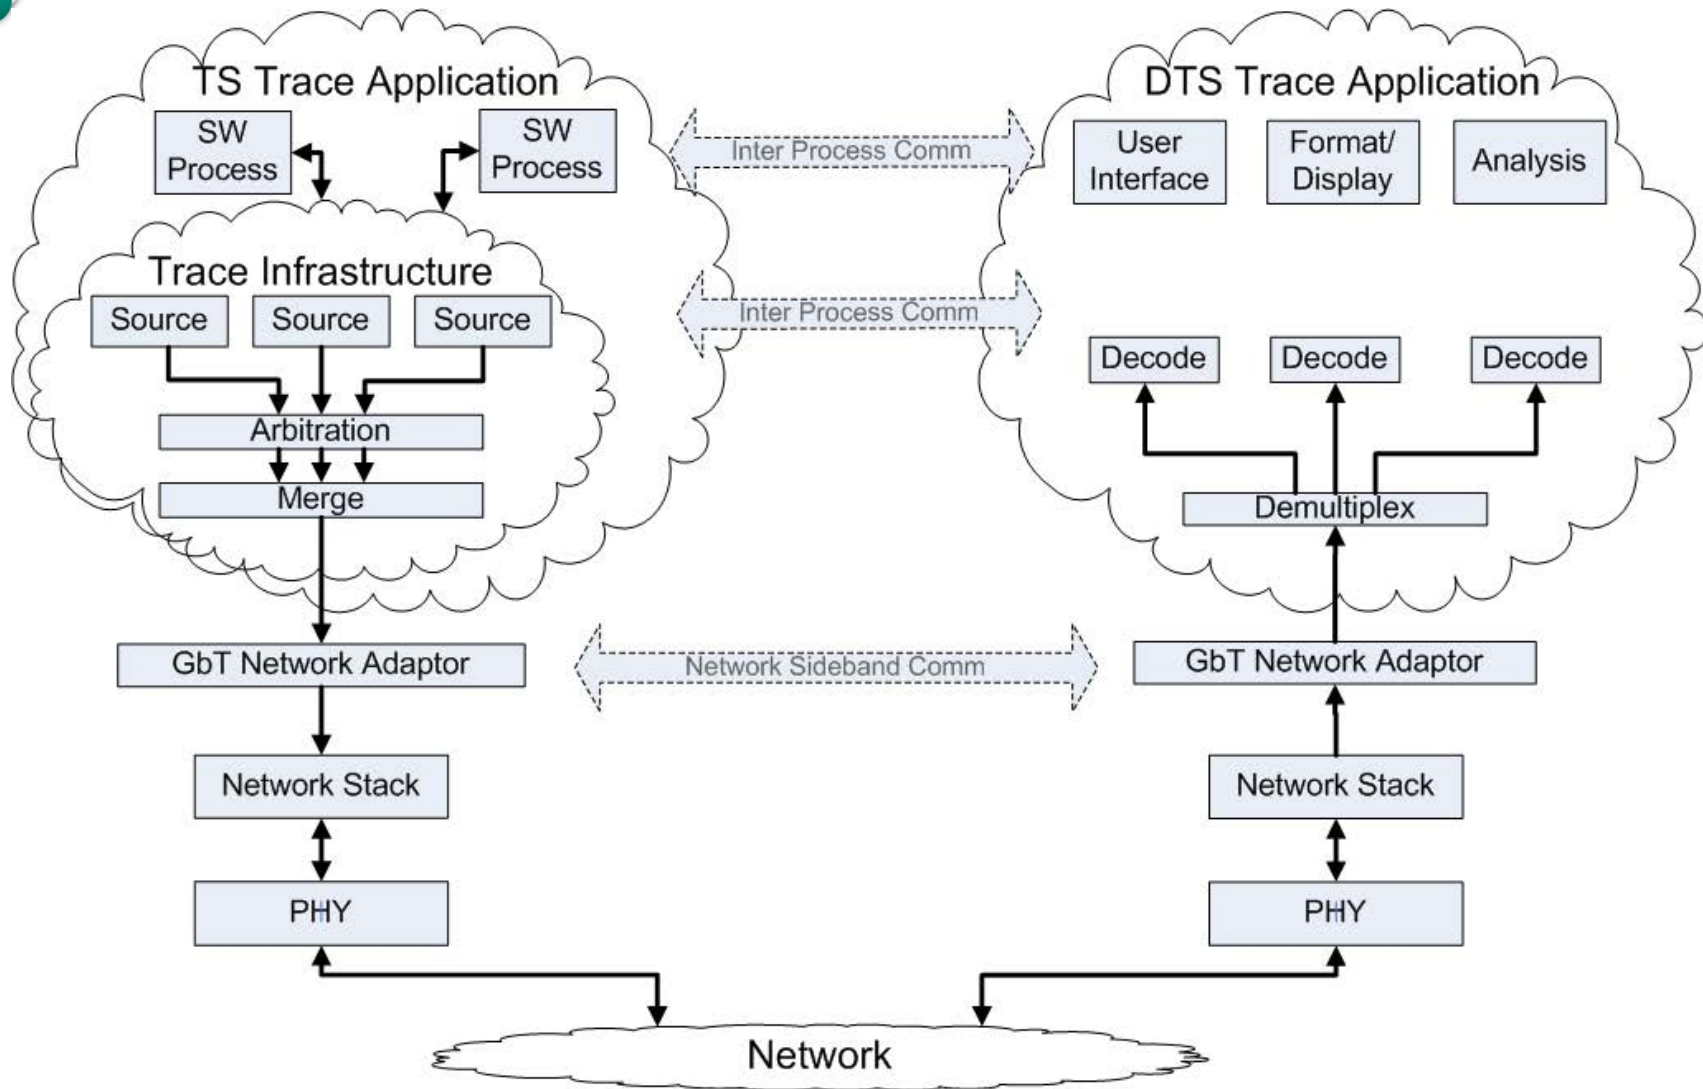 TS Trace Application
DTS Trace Application
SW
Process
SW
Process
Inter Process Comm
User
Interface
Format/
Display
Analysis
Trace Infrastructure
Source
Source
Source
Inter Process Comm
Decode
Decode
Decode
Arbitration
Merge
Demultiplex
GbT Network Adaptor
Network Sideband Comm
GbT Network Adaptor
Network Stack
Network Stack
PHY
PHY
Network